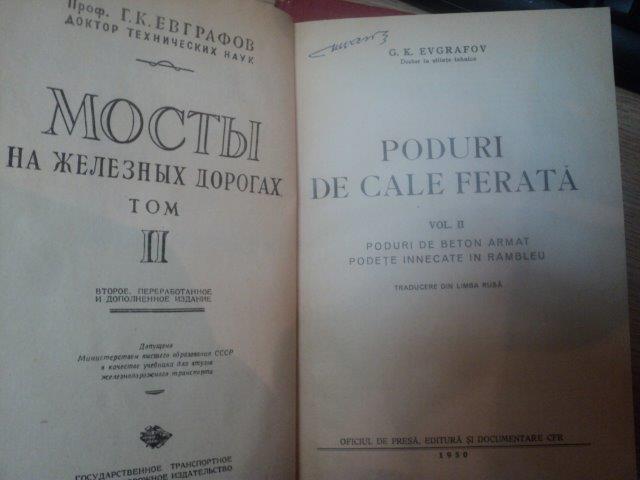 Проф. Г.К.ЕВГРАФОВ
ДОКТОР ТЕХНИЧЕСКИХ НАУК
МОСТЫ
НА ЖЕЛЕЗНЫХ ДОРОГАХ
ТОМ
II
ВТОРОЕ, ПЕРЕРАБОТАННОЕ
И ДОПОЛНЕННОЕ ИЗДАНИЕ
Допущено
Министерством высшего образования СССР
в качестве учебника для втузов
железнодорожного транспорта
ГОСУДАРСТВЕННОЕ ТРАНСПОРТНОЕ
ИЗДАТЕЛЬСТВО
G. K. EVGRAFOV
Doctor în științe tehnice
PODURI
DE CALE FERATĂ
VOL. II
PODURI DE BETON ARMAT
PODEȚE INNECATE IN RAMBLEU
TRADUCERE DIN LIMBA RUSĂ
OFICIUL DE PRESĂ, EDITURĂ ȘI DOCUMENTARE CFR
1950